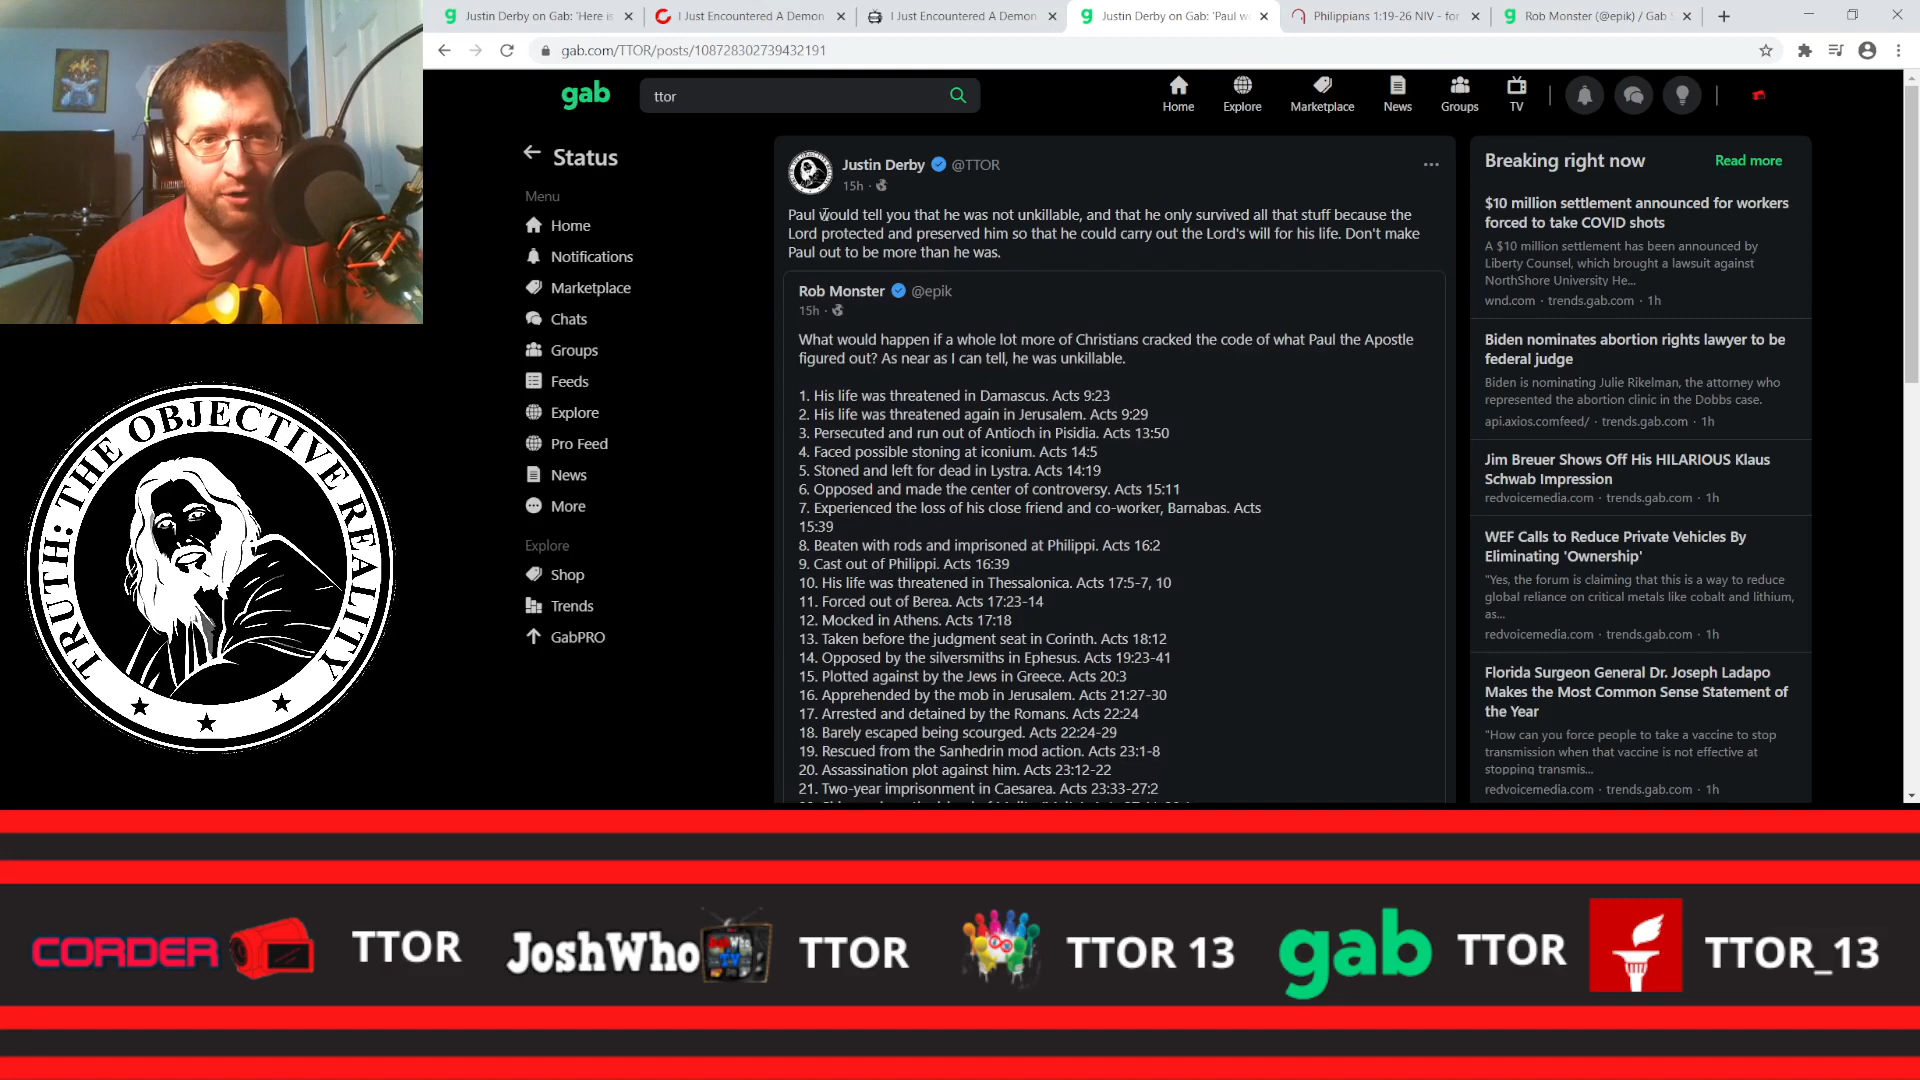 Justin Derby on Gab: 'Here is
I Just Encountered A Demon
I Just Encountered A Demon
Justin Derby on Gab: 'Paul wo
Philippians 1:19-26 NIV - for
Rob Monster (@epik) / Gab S
gab.com/TTOR/posts/108728302739432191
gab
ttor
Home
Explore
Marketplace
News
Groups
TV
Status
Menu
Home
Notifications
Marketplace
Chats
Groups
Feeds
Explore
Pro Feed
News
More
Explore
Shop
Trends
GabPRO
Justin Derby @TTOR
15h ·
Paul would tell you that he was not unkillable, and that he only survived all that stuff because the
Lord protected and preserved him so that he could carry out the Lord's will for his life. Don't make
Paul out to be more than he was.
Rob Monster @epik
15h ·
What would happen if a whole lot more of Christians cracked the code of what Paul the Apostle
figured out? As near as I can tell, he was unkillable.
1. His life was threatened in Damascus. Acts 9:23
2. His life was threatened again in Jerusalem. Acts 9:29
3. Persecuted and run out of Antioch in Pisidia. Acts 13:50
4. Faced possible stoning at iconium. Acts 14:5
5. Stoned and left for dead in Lystra. Acts 14:19
6. Opposed and made the center of controversy. Acts 15:11
7. Experienced the loss of his close friend and co-worker, Barnabas. Acts
15:39
8. Beaten with rods and imprisoned at Philippi. Acts 16:2
9. Cast out of Philippi. Acts 16:39
10. His life was threatened in Thessalonica. Acts 17:5-7, 10
11. Forced out of Berea. Acts 17:23-14
12. Mocked in Athens. Acts 17:18
13. Taken before the judgment seat in Corinth. Acts 18:12
14. Opposed by the silversmiths in Ephesus. Acts 19:23-41
15. Plotted against by the Jews in Greece. Acts 20:3
16. Apprehended by the mob in Jerusalem. Acts 21:27-30
17. Arrested and detained by the Romans. Acts 22:24
18. Barely escaped being scourged. Acts 22:24-29
19. Rescued from the Sanhedrin mod action. Acts 23:1-8
20. Assassination plot against him. Acts 23:12-22
21. Two-year imprisonment in Caesarea. Acts 23:33-27:2
Breaking right now
Read more
$10 million settlement announced for workers
forced to take COVID shots
A $10 million settlement has been announced by
Liberty Counsel, which brought a lawsuit against
NorthShore University He...
wnd.com · trends.gab.com · 1h
Biden nominates abortion rights lawyer to be
federal judge
Biden is nominating Julie Rikelman, the attorney who
represented the abortion clinic in the Dobbs case.
api.axios.comfeed/ · trends.gab.com · 1h
Jim Breuer Shows Off His HILARIOUS Klaus
Schwab Impression
redvoicemedia.com · trends.gab.com · 1h
WEF Calls to Reduce Private Vehicles By
Eliminating 'Ownership'
"Yes, the forum is claiming that this is a way to reduce
global reliance on critical metals like cobalt and lithium,
as...
redvoicemedia.com · trends.gab.com · 1h
Florida Surgeon General Dr. Joseph Ladapo
Makes the Most Common Sense Statement of
the Year
"How can you force people to take a vaccine to stop
transmission when that vaccine is not effective at
stopping transmis...
redvoicemedia.com · trends.gab.com · 1h
TRUTH: THE OBJECTIVE REALITY
CORDER
TTOR
JoshWho
TV
TTOR
TTOR 13
gab
TTOR
TTOR_13